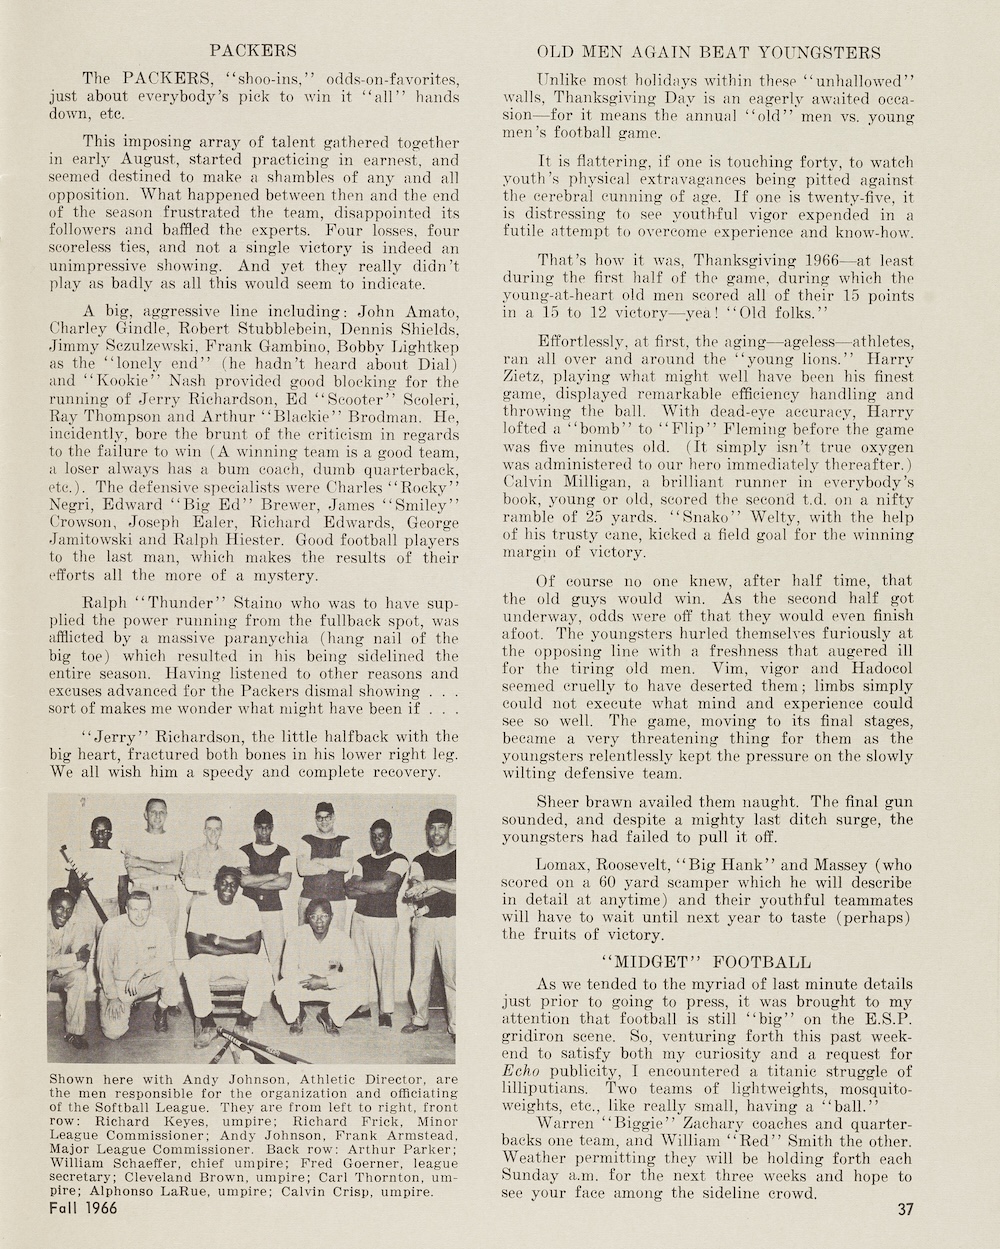 PACKERS
The PACKERS, "shoo-ins," odds-on-favorites,
just about everybody's pick to win it "all" hands
down, etc.
This imposing array of talent gathered together
in early August, started practicing in earnest, and
seemed destined to make a shambles of any and all
opposition. What happened between then and the end
of the season frustrated the team, disappointed its
followers and baffled the experts. Four losses, four
scoreless ties, and not a single victory is indeed an
unimpressive showing. And yet they really didn't
play as badly as all this would seem to indicate.
A big, aggressive line including: John Amato,
Charley Gindle, Robert Stubblebein, Dennis Shields,
Jimmy Sczulzewski, Frank Gambino, Bobby Lightkep
as the "lonely end" (he hadn't heard about Dial)
and "Kookie" Nash provided good blocking for the
running of Jerry Richardson, Ed "Scooter" Scoleri,
Ray Thompson and Arthur "Blackie" Brodman. He,
incidently, bore the brunt of the criticism in regards
to the failure to win (A winning team is a good team,
a loser always has a bum coach, dumb quarterback,
etc.). The defensive specialists were Charles "Rocky"
Negri, Edward "Big Ed" Brewer, James "Smiley"
Crowson, Joseph Ealer, Richard Edwards, George
Jamitowski and Ralph Hiester. Good football players
to the last man, which makes the results of their
efforts all the more of a mystery.
Ralph "Thunder" Staino who was to have sup-
plied the power running from the fullback spot, was
afflicted by a massive paranychia (hang nail of the
big toe) which resulted in his being sidelined the
entire season. Having listened to other reasons and
excuses advanced for the Packers dismal showing . . .
sort of makes me wonder what might have been if . . .
"Jerry" Richardson, the little halfback with the
big heart, fractured both bones in his lower right leg.
We all wish him a speedy and complete recovery.
Shown here with Andy Johnson, Athletic Director, are
the men responsible for the organization and officiating
of the Softball League. They are from left to right, front
row: Richard Keyes, umpire; Richard Frick, Minor
League Commissioner; Andy Johnson, Frank Armstead,
Major League Commissioner. Back row: Arthur Parker;
William Schaeffer, chief umpire; Fred Goerner, league
secretary; Cleveland Brown, umpire; Carl Thornton, um-
pire; Alphonso LaRue, umpire; Calvin Crisp, umpire.
Fall 1966
OLD MEN AGAIN BEAT YOUNGSTERS
Unlike most holidays within these "unhallowed"
walls, Thanksgiving Day is an eagerly awaited occa-
sion—for it means the annual "old" men vs. young
men's football game.
It is flattering, if one is touching forty, to watch
youth's physical extravagances being pitted against
the cerebral cunning of age. If one is twenty-five, it
is distressing to see youthful vigor expended in a
futile attempt to overcome experience and know-how.
That's how it was, Thanksgiving 1966—at least
during the first half of the game, during which the
young-at-heart old men scored all of their 15 points
in a 15 to 12 victory—yea! "Old folks."
Effortlessly, at first, the aging—ageless—athletes,
ran all over and around the "young lions." Harry
Zietz, playing what might well have been his finest
game, displayed remarkable efficiency handling and
throwing the ball. With dead-eye accuracy, Harry
lofted a "bomb" to "Flip" Fleming before the game
was five minutes old. (It simply isn't true oxygen
was administered to our hero immediately thereafter.)
Calvin Milligan, a brilliant runner in everybody's
book, young or old, scored the second t.d. on a nifty
ramble of 25 yards. "Snako" Welty, with the help
of his trusty cane, kicked a field goal for the winning
margin of victory.
Of course no one knew, after half time, that
the old guys would win. As the second half got
underway, odds were off that they would even finish
afoot. The youngsters hurled themselves furiously at
the opposing line with a freshness that augered ill
for the tiring old men. Vim, vigor and Hadocol
seemed cruelly to have deserted them; limbs simply
could not execute what mind and experience could
see so well. The game, moving to its final stages,
became a very threatening thing for them as the
youngsters relentlessly kept the pressure on the slowly
wilting defensive team.
Sheer brawn availed them naught. The final gun
sounded, and despite a mighty last ditch surge, the
youngsters had failed to pull it off.
Lomax, Roosevelt, "Big Hank" and Massey (who
scored on a 60 yard scamper which he will describe
in detail at anytime) and their youthful teammates
will have to wait until next year to taste (perhaps)
the fruits of victory.
"MIDGET" FOOTBALL
As we tended to the myriad of last minute details
just prior to going to press, it was brought to my
attention that football is still "big" on the E.S.P.
gridiron scene. So, venturing forth this past week-
end to satisfy both my curiosity and a request for
Echo publicity, I encountered a titanic struggle of
lilliputians. Two teams of lightweights, mosquito-
weights, etc., like really small, having a "ball."
Warren "Biggie" Zachary coaches and quarter-
backs one team, and William "Red" Smith the other.
Weather permitting they will be holding forth each
Sunday a.m. for the next three weeks and hope to
see your face among the sideline crowd.
37